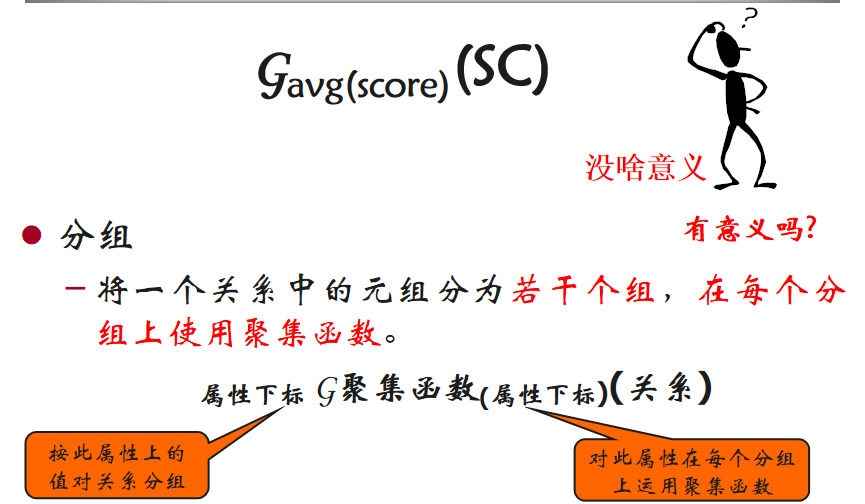 𝒢avg(score)(SC)
?
没啥意义
有意义吗?
分组
– 将一个关系中的元组分为若干个组，在每个分
组上使用聚集函数。
属性下标 𝒢聚集函数(属性下标)(关系)
按此属性上的
值对关系分组
对此属性在每个分组
上运用聚集函数